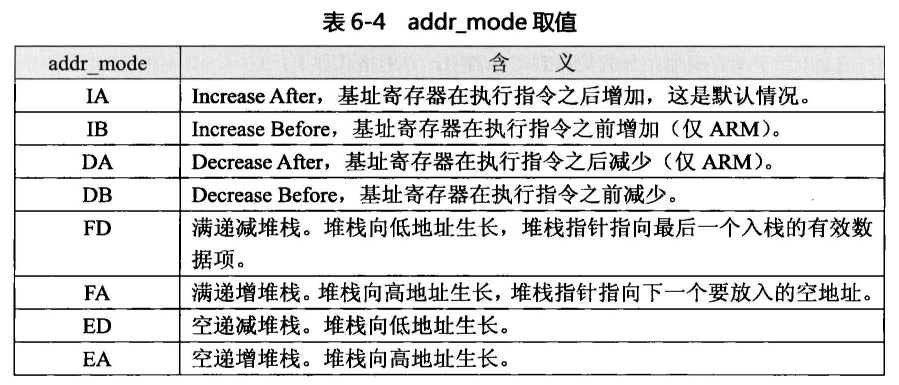 表 6-4 addr_mode 取值
addr_mode 含 义
IA Increase After，基址寄存器在执行指令之后增加，这是默认情况。
IB Increase Before，基址寄存器在执行指令之前增加（仅 ARM）。
DA Decrease After，基址寄存器在执行指令之后减少（仅 ARM）。
DB Decrease Before，基址寄存器在执行指令之前减少。
FD 满递减堆栈。堆栈向低地址生长，堆栈指针指向最后一个入栈的有效数
据项。
FA 满递增堆栈。堆栈向高地址生长，堆栈指针指向下一个要放入的空地址。
ED 空递减堆栈。堆栈向低地址生长。
EA 空递增堆栈。堆栈向高地址生长。